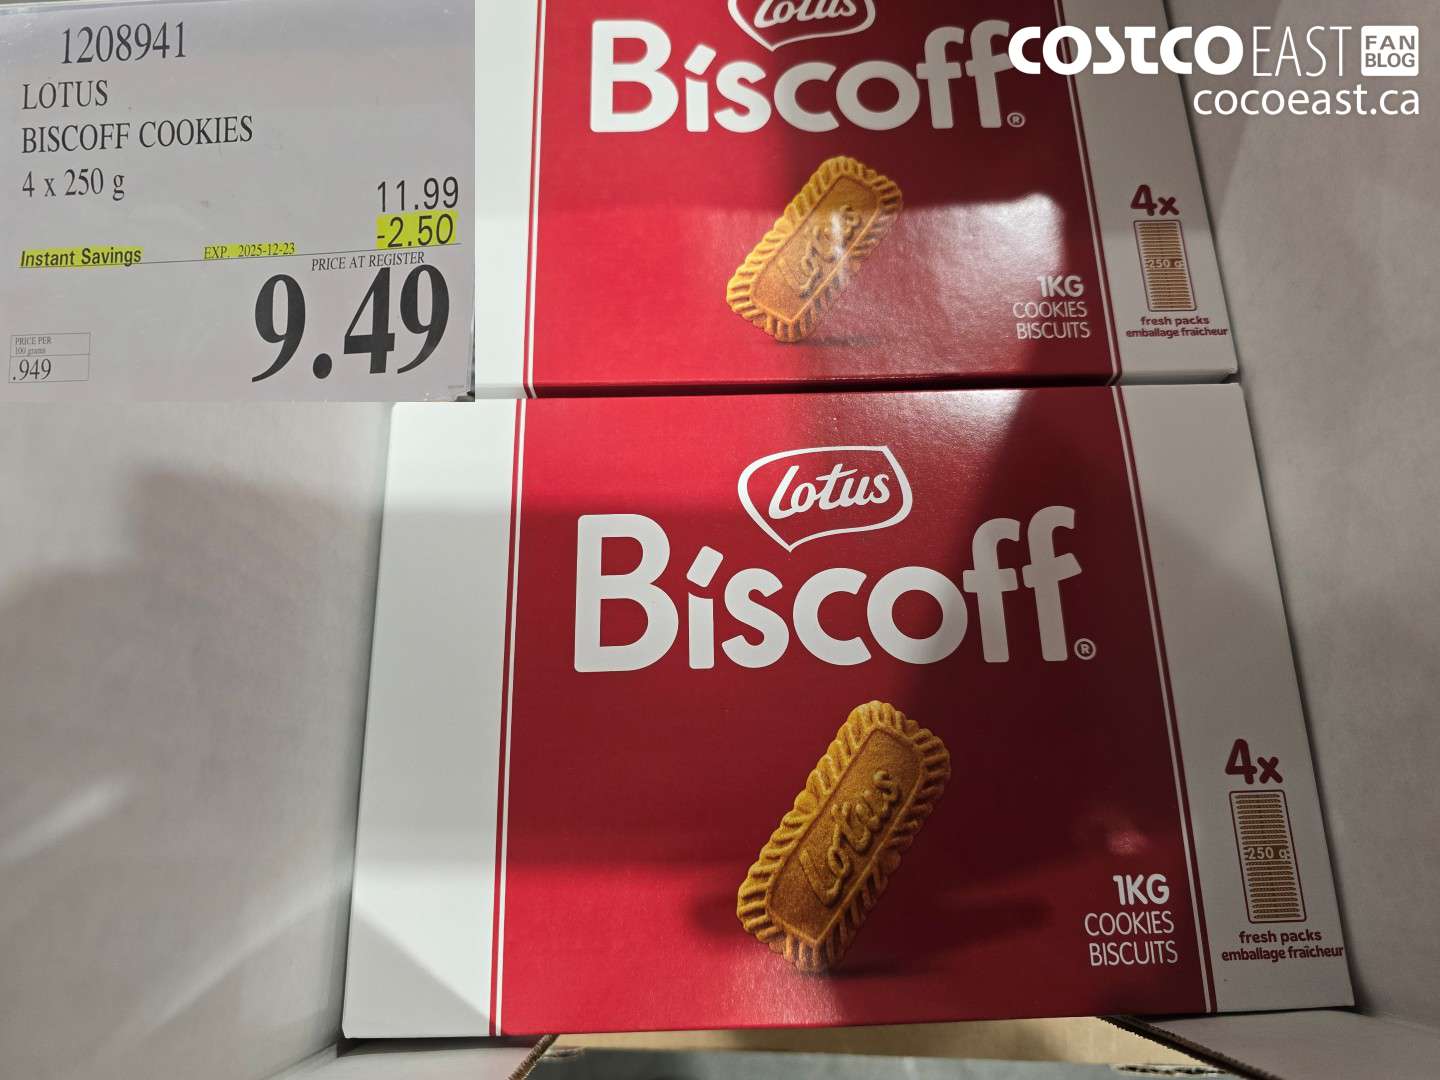 1208941
LOTUS
BISCOFF COOKIES
4 x 250 g
11.99
-2.50
Instant Savings
EXP. 2025-12-23
PRICE AT REGISTER
9.49
PRICE PER
100 grams
.949
COSTCO EAST FAN BLOG
cocoeast.ca
Lotus
Biscoff®
Lotus
1KG
COOKIES
BISCUITS
4x
250 g
fresh packs
emballage fraîcheur
Lotus
Biscoff®
Lotus
1KG
COOKIES
BISCUITS
4x
250 g
fresh packs
emballage fraîcheur